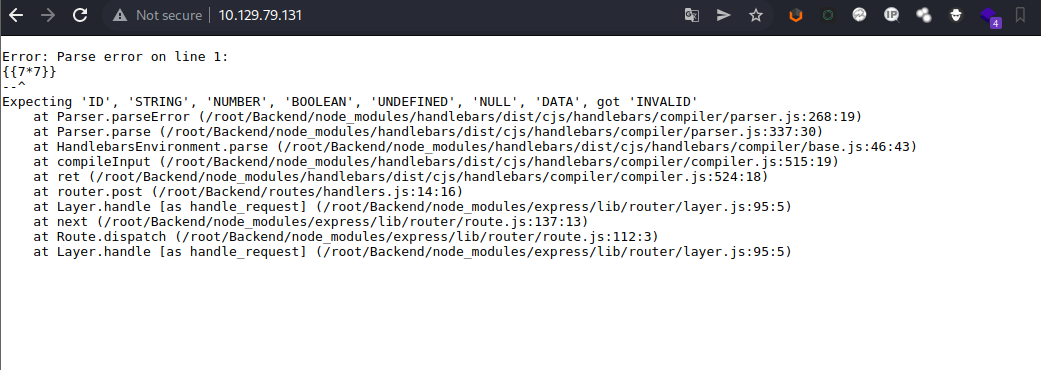 Not secure | 10.129.79.131
4
Error: Parse error on line 1:
{{7*7}}
--^
Expecting 'ID', 'STRING', 'NUMBER', 'BOOLEAN', 'UNDEFINED', 'NULL', 'DATA', got 'INVALID'
    at Parser.parseError (/root/Backend/node_modules/handlebars/dist/cjs/handlebars/compiler/parser.js:268:19)
    at Parser.parse (/root/Backend/node_modules/handlebars/dist/cjs/handlebars/compiler/parser.js:337:30)
    at HandlebarsEnvironment.parse (/root/Backend/node_modules/handlebars/dist/cjs/handlebars/compiler/base.js:46:43)
    at compileInput (/root/Backend/node_modules/handlebars/dist/cjs/handlebars/compiler/compiler.js:515:19)
    at ret (/root/Backend/node_modules/handlebars/dist/cjs/handlebars/compiler/compiler.js:524:18)
    at router.post (/root/Backend/routes/handlers.js:14:16)
    at Layer.handle [as handle_request] (/root/Backend/node_modules/express/lib/router/layer.js:95:5)
    at next (/root/Backend/node_modules/express/lib/router/route.js:137:13)
    at Route.dispatch (/root/Backend/node_modules/express/lib/router/route.js:112:3)
    at Layer.handle [as handle_request] (/root/Backend/node_modules/express/lib/router/layer.js:95:5)